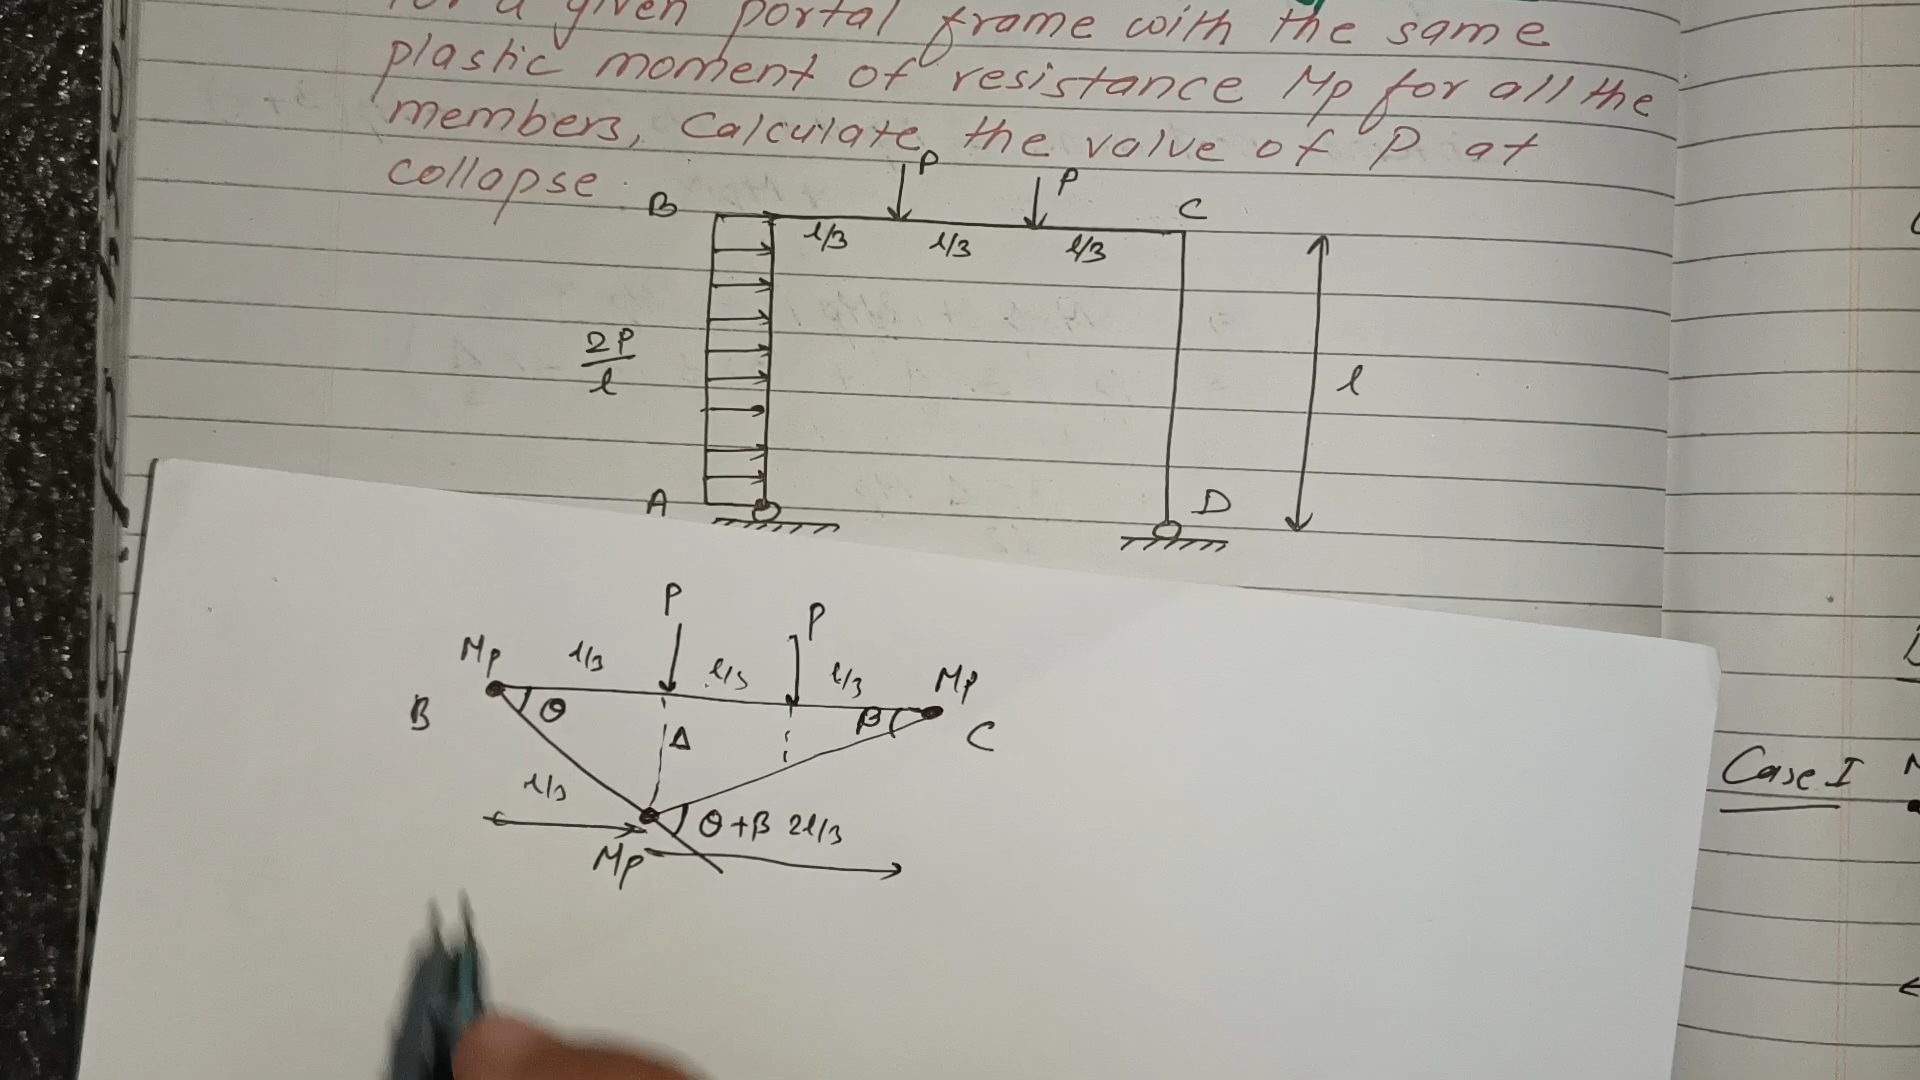 a given portal frame with the same
plastic moment of resistance Mp for all the
members, Calculate the value of P at
collapse.
P
P
B
C
l/3
l/3
l/3
2P
l
l
A
D
P
P
Mp
l/3
l/3
l/3
Mp
B
θ
Δ
β
C
l/3
θ+β
2l/3
Mp
Case I